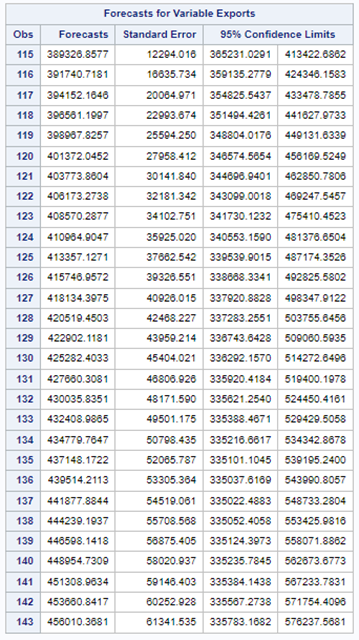 Forecasts for Variable Exports
Obs Forecasts Standard Error 95% Confidence Limits
115 389326.8577 12294.016 365231.0291 413422.6862
116 391740.7181 16635.734 359135.2779 424346.1583
117 394152.1646 20064.971 354825.5437 433478.7855
118 396561.1997 22993.674 351494.4261 441627.9733
119 398967.8257 25594.250 348804.0176 449131.6339
120 401372.0452 27958.412 346574.5654 456169.5249
121 403773.8604 30141.840 344696.9401 462850.7806
122 406173.2738 32181.342 343099.0018 469247.5457
123 408570.2877 34102.751 341730.1232 475410.4523
124 410964.9047 35925.020 340553.1590 481376.6504
125 413357.1271 37662.542 339539.9015 487174.3526
126 415746.9572 39326.551 338668.3341 492825.5802
127 418134.3975 40926.015 337920.8828 498347.9122
128 420519.4503 42468.227 337283.2551 503755.6456
129 422902.1181 43959.214 336743.6428 509060.5935
130 425282.4033 45404.021 336292.1570 514272.6496
131 427660.3081 46806.926 335920.4184 519400.1978
132 430035.8351 48171.590 335621.2540 524450.4161
133 432408.9865 49501.175 335388.4671 529429.5058
134 434779.7647 50798.435 335216.6617 534342.8678
135 437148.1722 52065.787 335101.1045 539195.2400
136 439514.2113 53305.364 335037.6169 543990.8057
137 441877.8844 54519.061 335022.4883 548733.2804
138 444239.1937 55708.568 335052.4058 553425.9816
139 446598.1418 56875.405 335124.3973 558071.8862
140 448954.7309 58020.937 335235.7845 562673.6773
141 451308.9634 59146.403 335384.1438 567233.7831
142 453660.8417 60252.928 335567.2738 571754.4096
143 456010.3681 61341.535 335783.1682 576237.5681